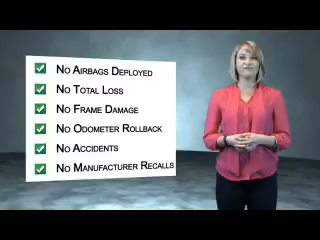 No Airbags Deployed
No Total Loss
No Frame Damage
No Odometer Rollback
No Accidents
No Manufacturer Recalls